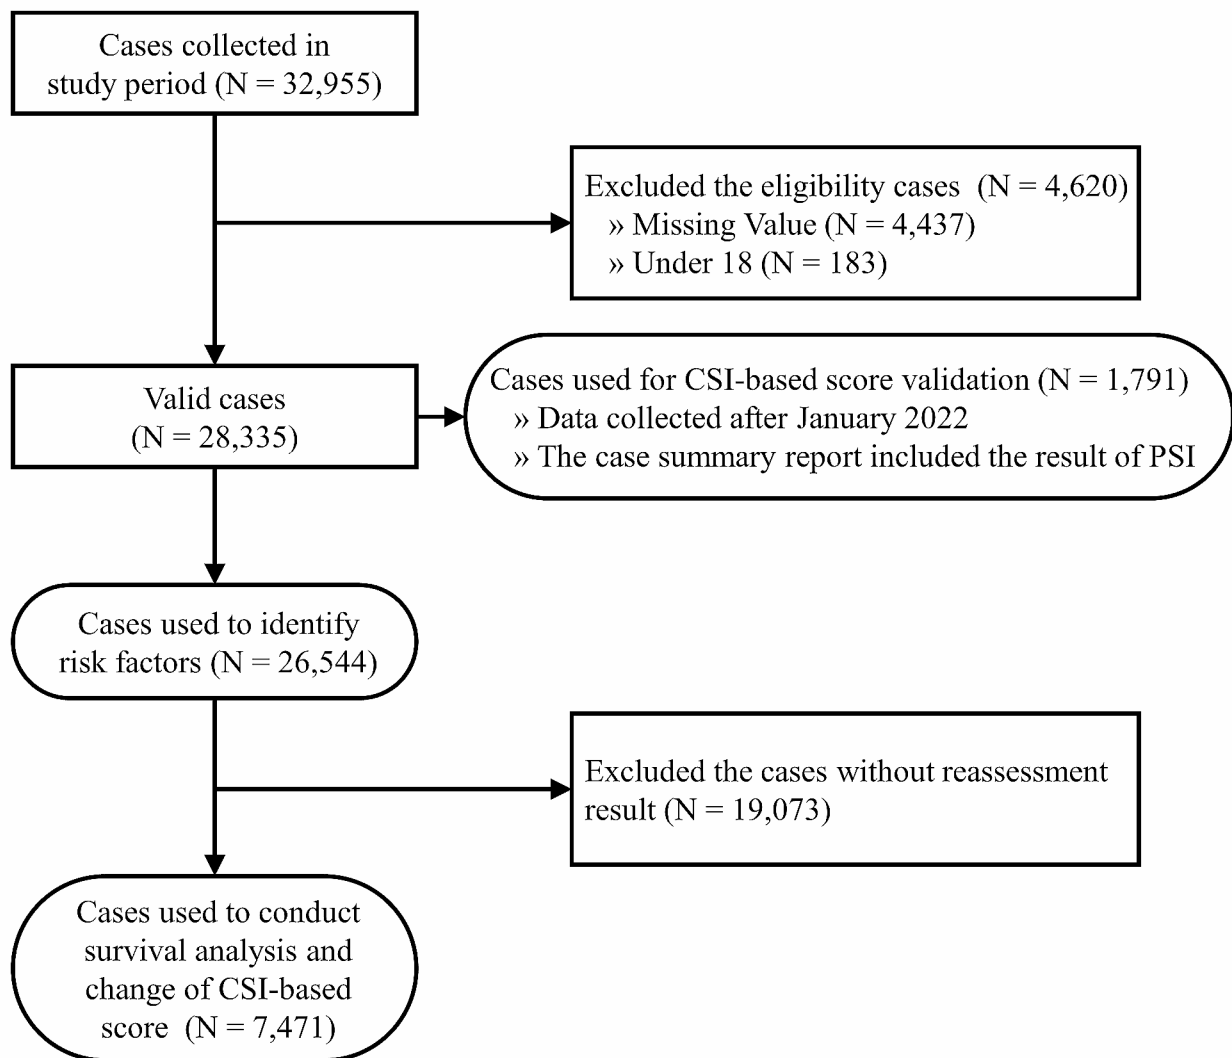 Cases collected in
study period (N = 32,955)
Excluded the eligibility cases (N = 4,620)
» Missing Value (N = 4,437)
» Under 18 (N = 183)
Valid cases
(N = 28,335)
Cases used for CSI-based score validation (N = 1,791)
» Data collected after January 2022
» The case summary report included the result of PSI
Cases used to identify
risk factors (N = 26,544)
Excluded the cases without reassessment
result (N = 19,073)
Cases used to conduct
survival analysis and
change of CSI-based
score (N = 7,471)